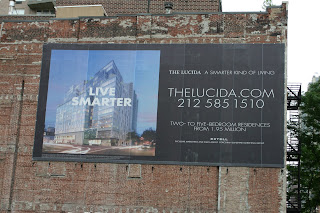 LIVE
SMARTER
THE LUCIDA A SMARTER KIND OF LIVING
THELUCIDA.COM
212 585 1510
TWO- TO FIVE-BEDROOM RESIDENCES
FROM 1.95 MILLION
EXTELL